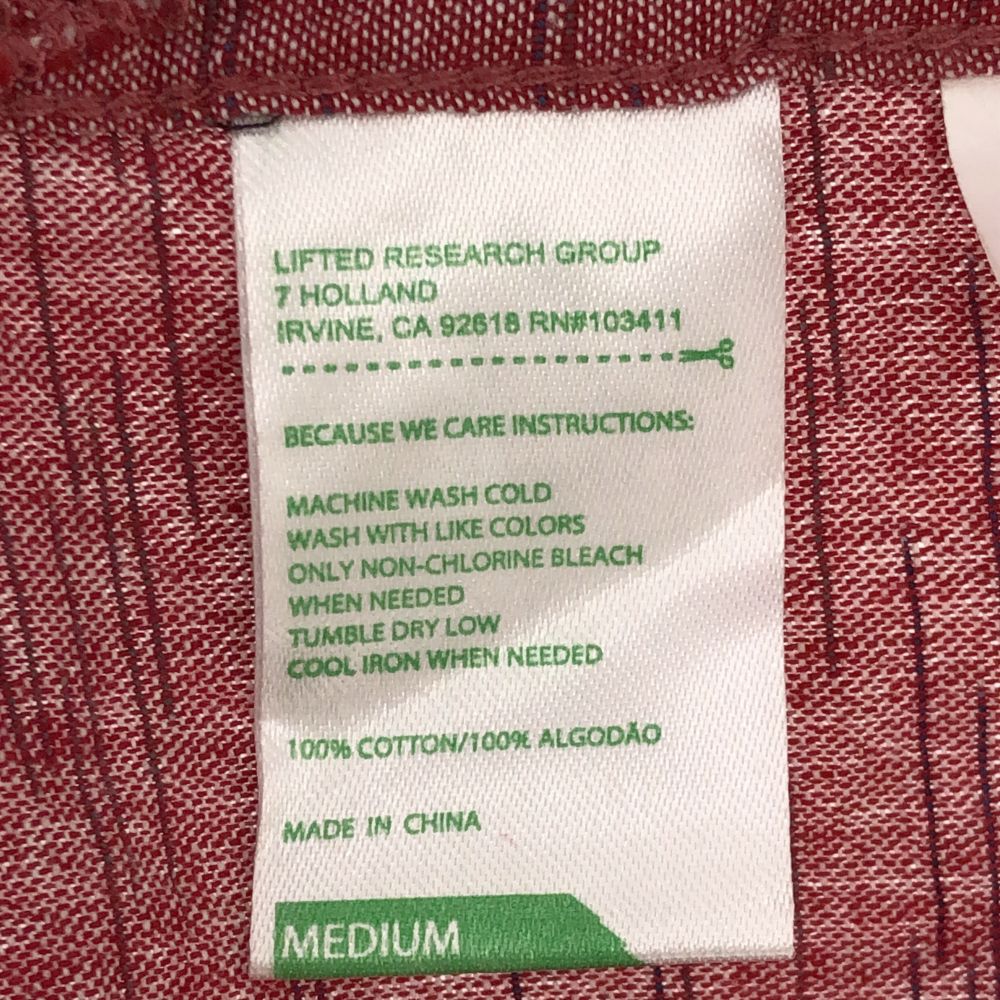 LIFTED RESEARCH GROUP
7 HOLLAND
IRVINE, CA 92618 RN#103411
BECAUSE WE CARE INSTRUCTIONS:
MACHINE WASH COLD
WASH WITH LIKE COLORS
ONLY NON-CHLORINE BLEACH
WHEN NEEDED
TUMBLE DRY LOW
COOL IRON WHEN NEEDED
100% COTTON/100% ALGODÃO
MADE IN CHINA
MEDIUM